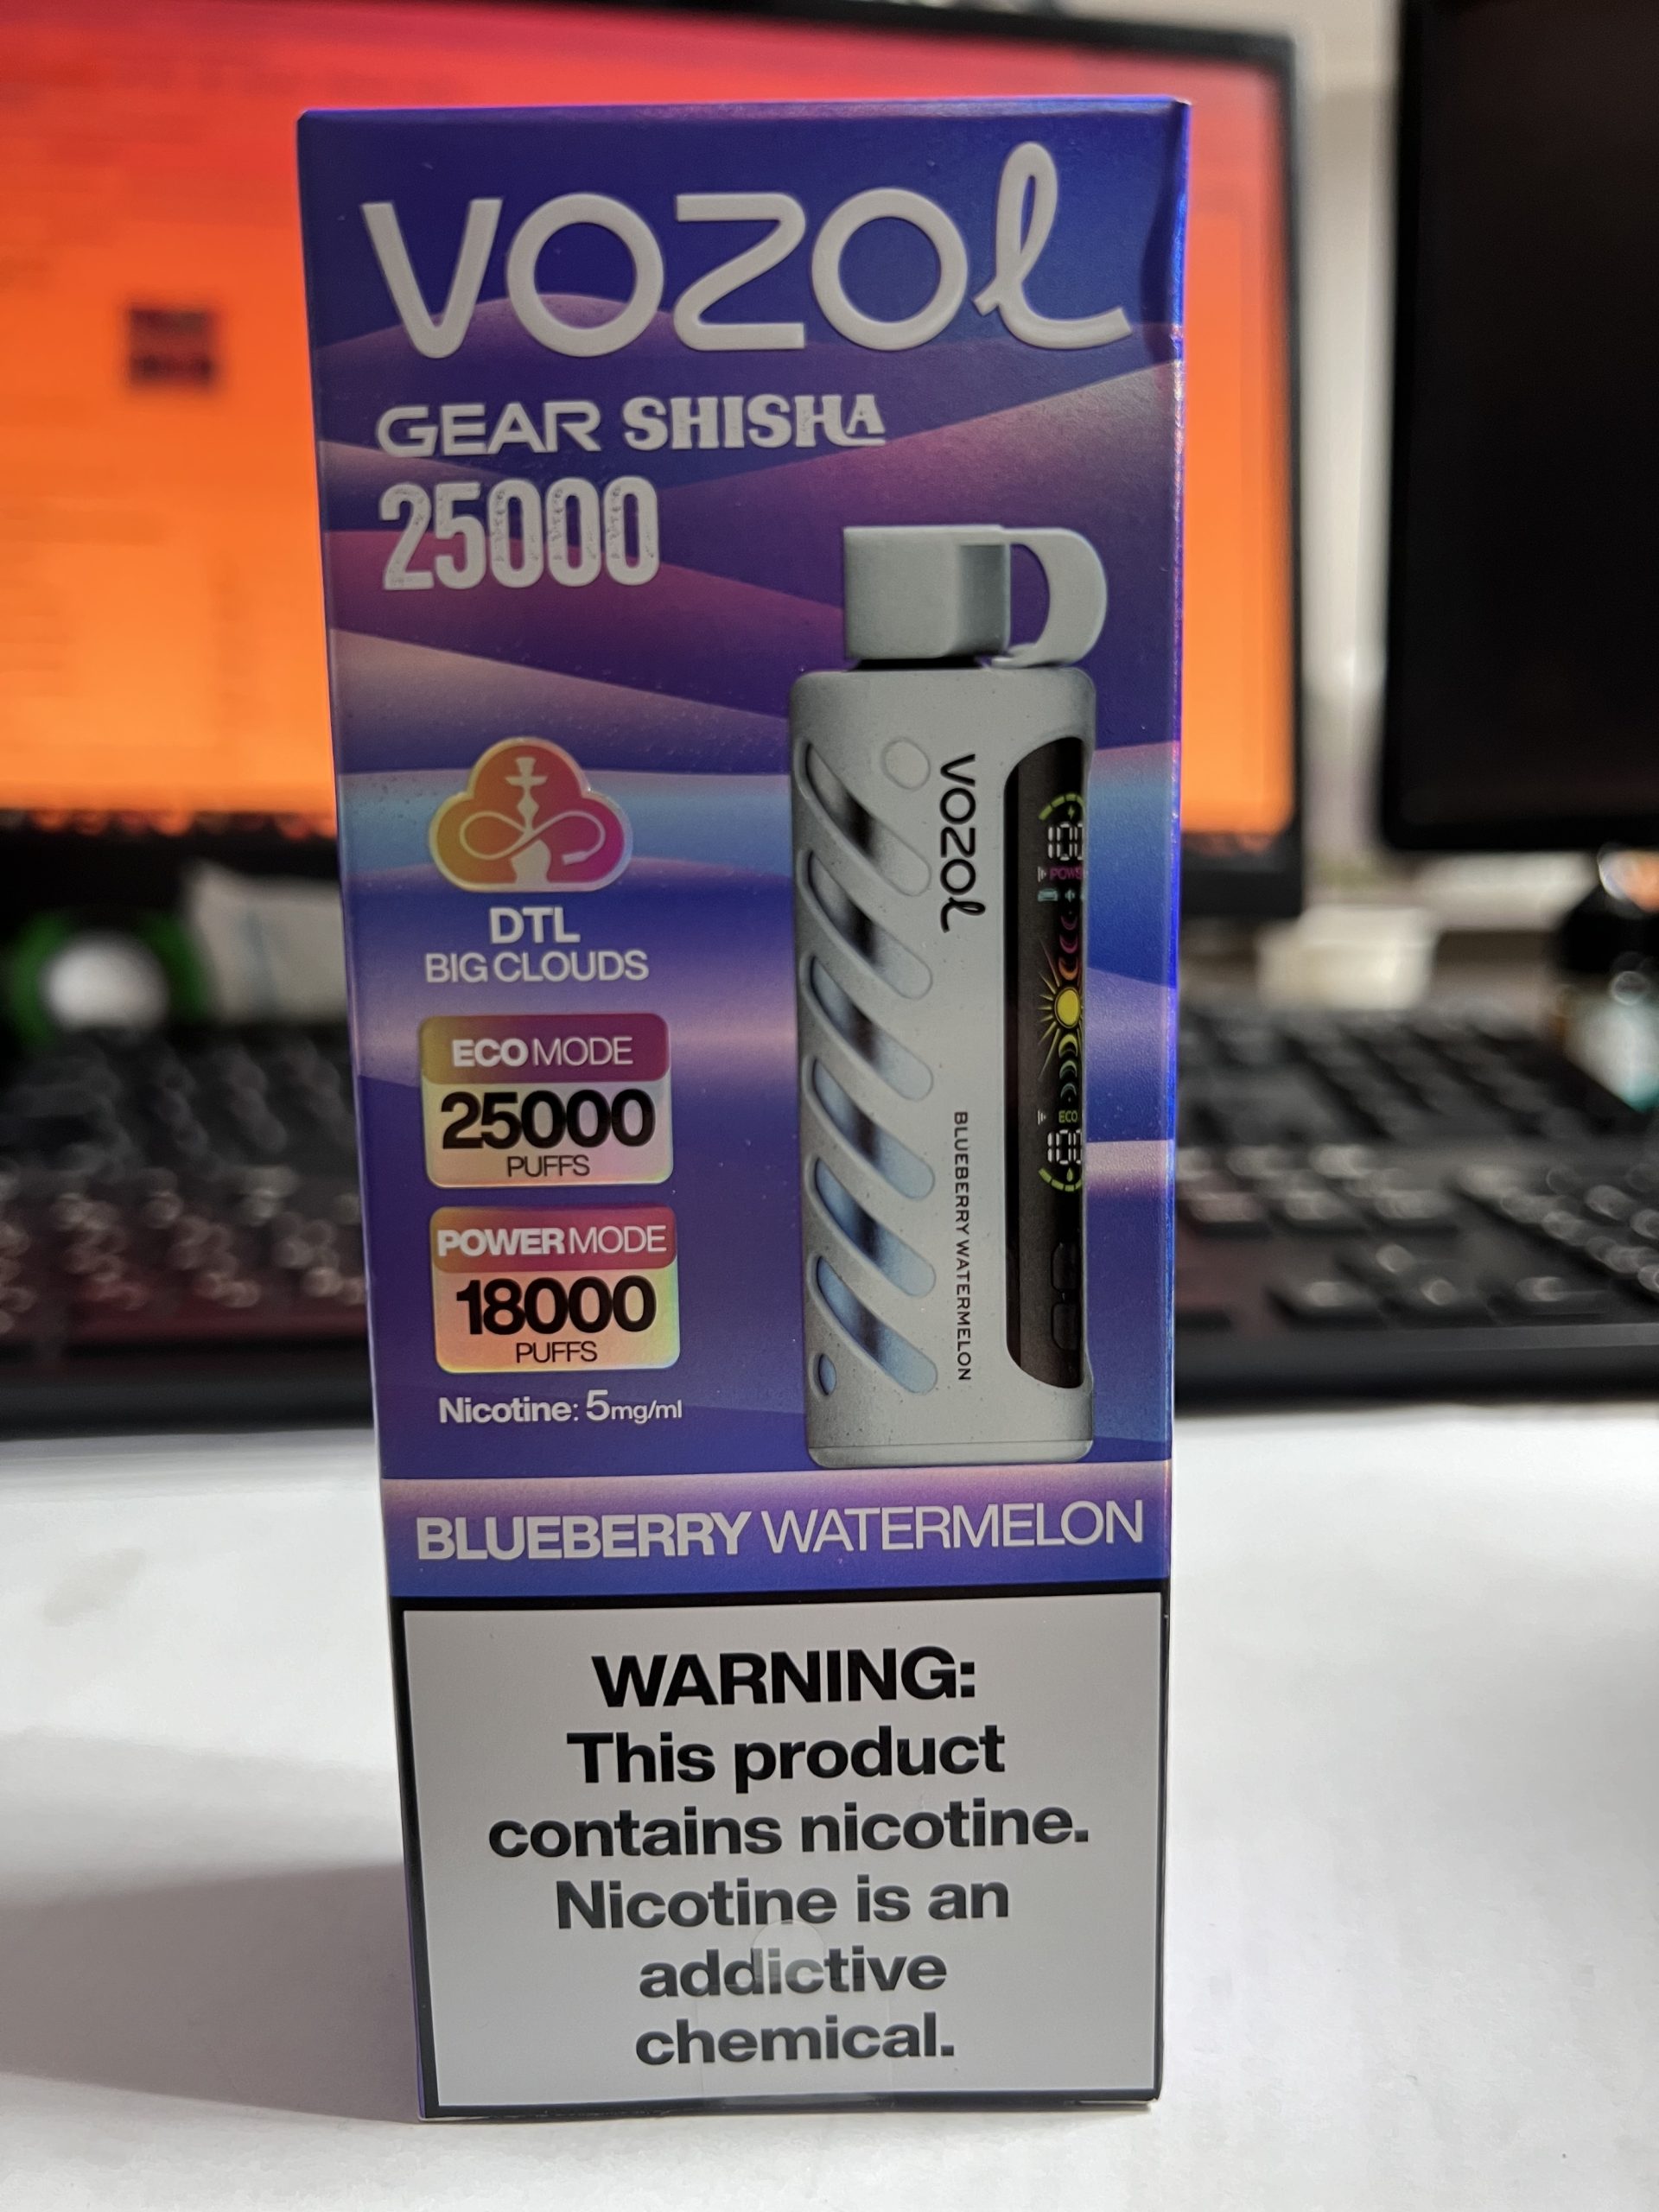 VOZOL
GEAR SHISHA
25000
DTL
BIG CLOUDS
ECO MODE
25000
PUFFS
POWER MODE
18000
PUFFS
Nicotine: 5mg/ml
VOZOL
BLUEBERRY WATERMELON
ECO
BLUEBERRY WATERMELON
WARNING:
This product
contains nicotine.
Nicotine is an
addictive
chemical.